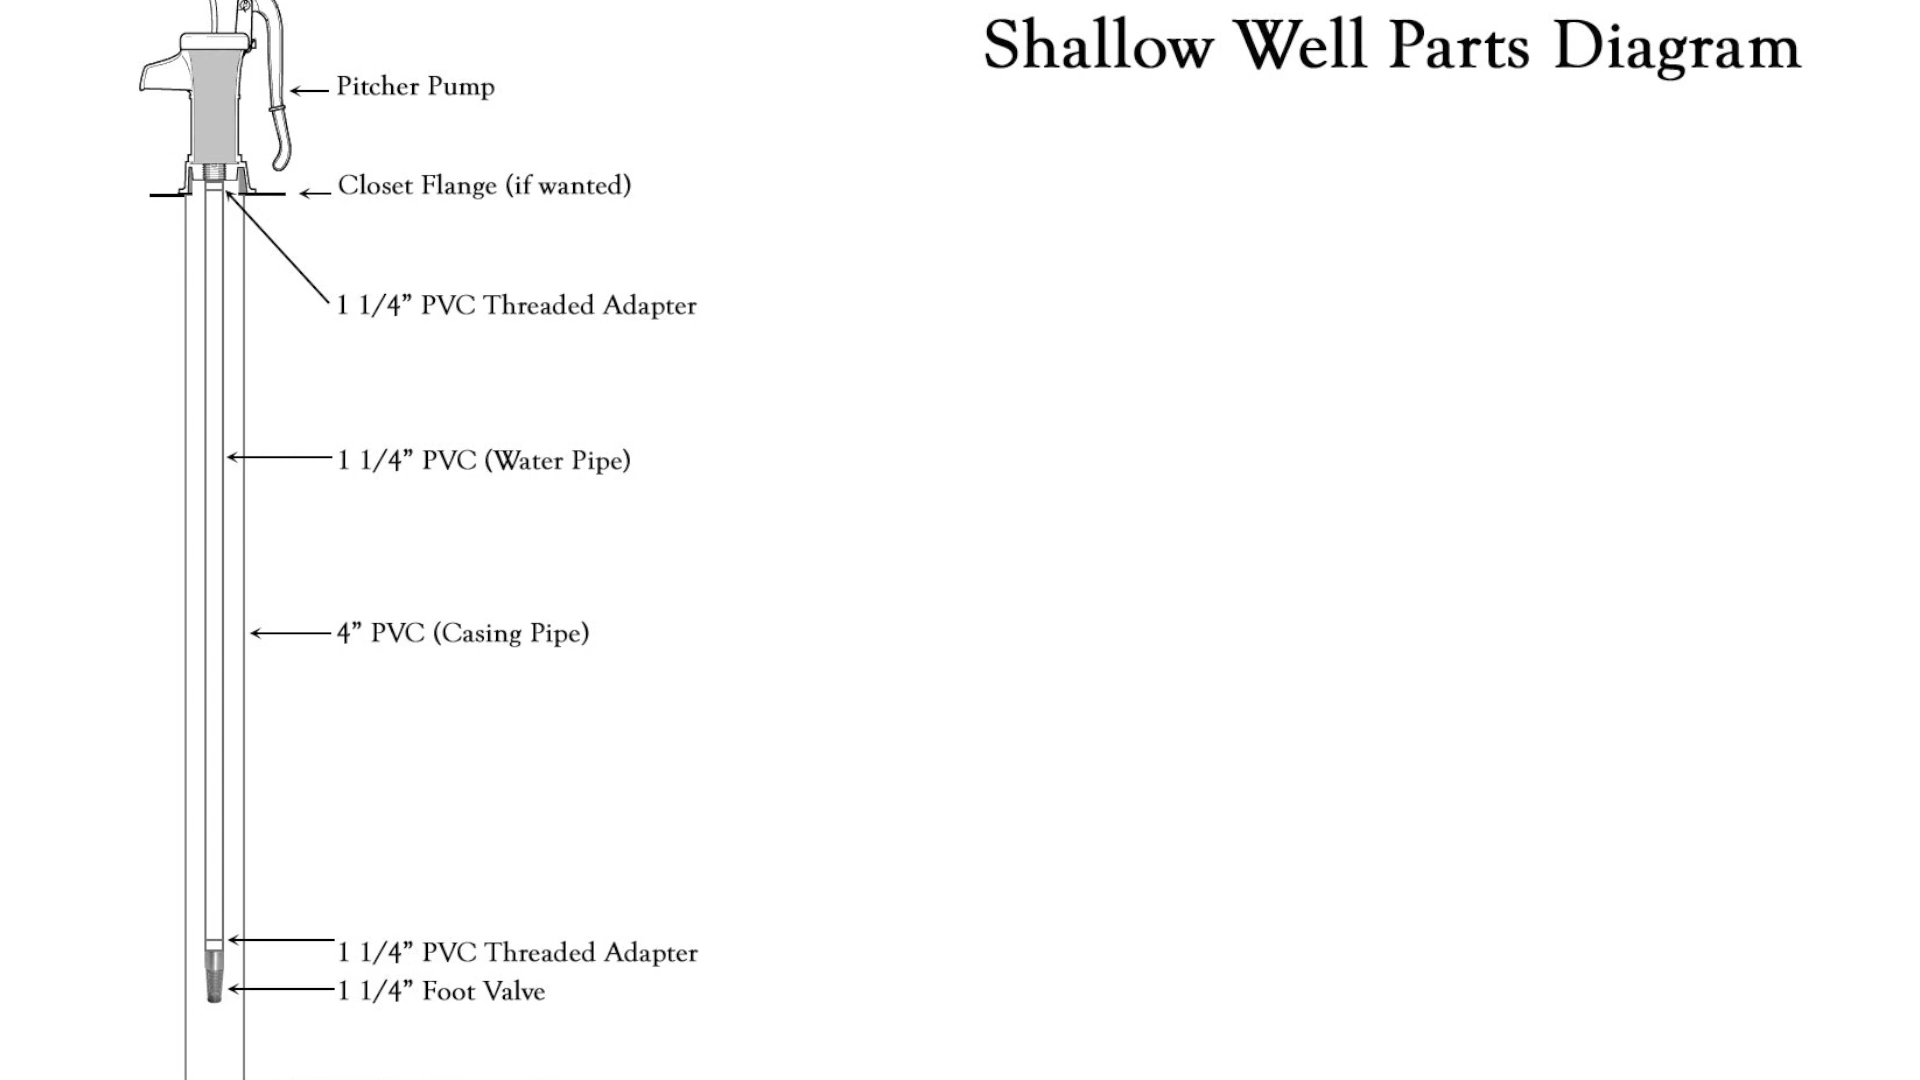 Shallow Well Parts Diagram
Pitcher Pump
Closet Flange (if wanted)
1 1/4” PVC Threaded Adapter
1 1/4” PVC (Water Pipe)
4” PVC (Casing Pipe)
1 1/4” PVC Threaded Adapter
1 1/4” Foot Valve